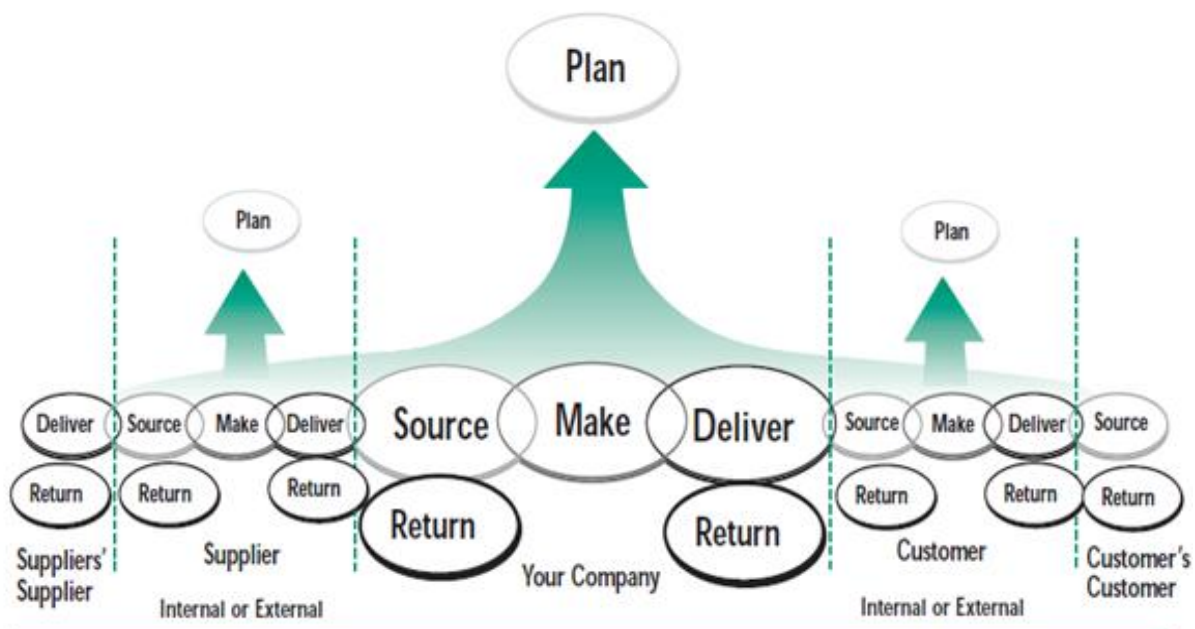 Plan
Plan
Plan
Deliver
Source
Make
Deliver
Source
Make
Deliver
Source
Make
Deliver
Source
Return
Return
Return
Return
Return
Return
Return
Return
Suppliers'
Supplier
Supplier
Internal or External
Your Company
Customer
Internal or External
Customer's
Customer